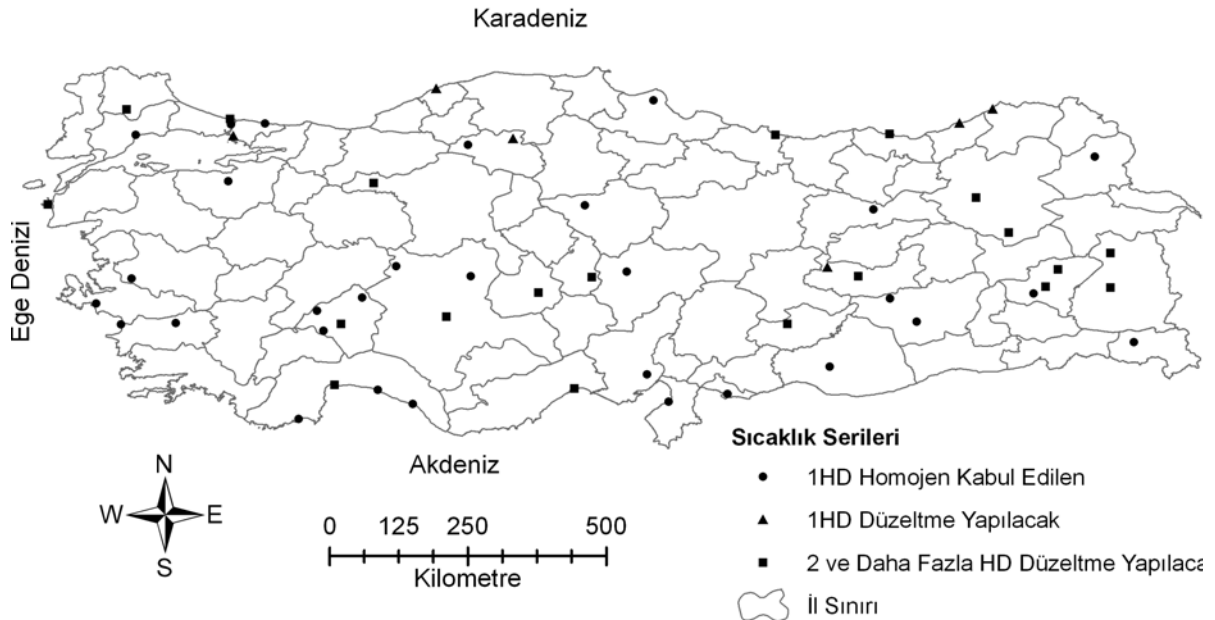 Karadeniz
Ege Denizi
Akdeniz
N
W E
S
0 125 250 500
Kilometre
Sıcaklık Serileri
1HD Homojen Kabul Edilen
1HD Düzeltme Yapılacak
2 ve Daha Fazla HD Düzeltme Yapılaca
İl Sınırı